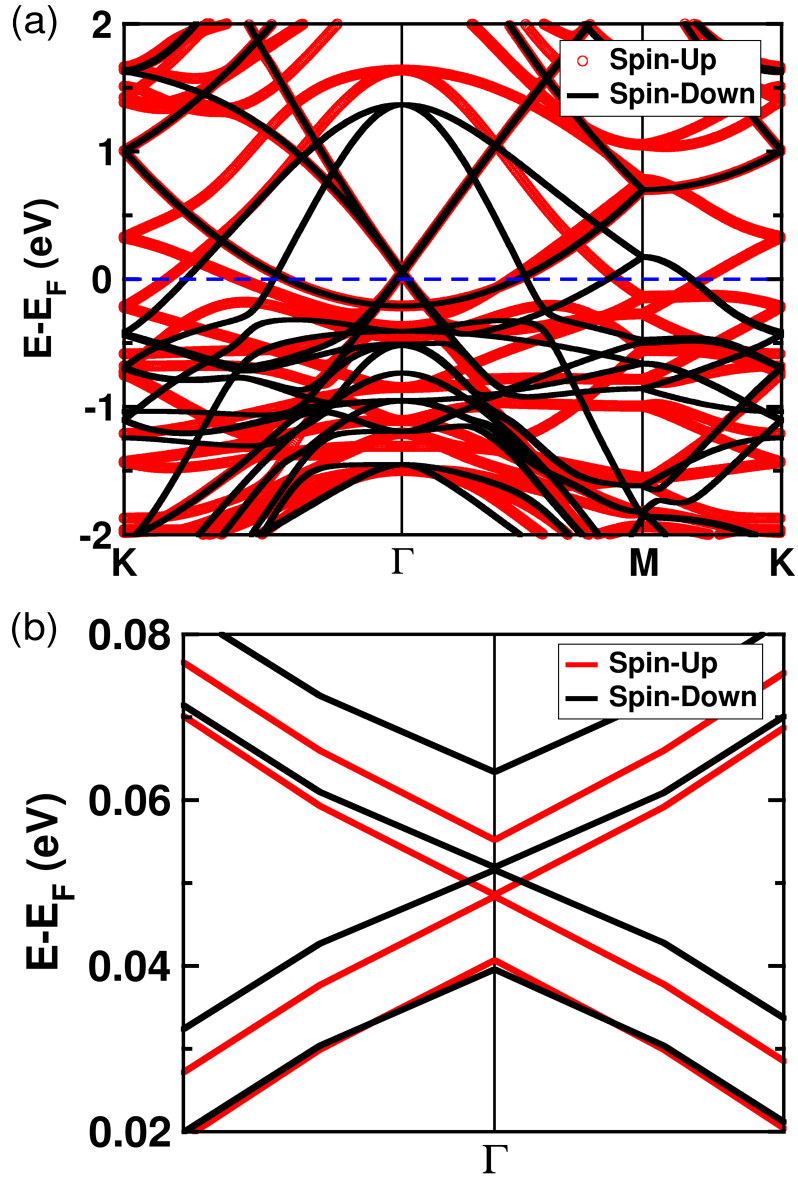 (a)
2
1
0
-1
-2
E-E_F (eV)
Spin-Up
Spin-Down
K Γ M K
(b)
0.08
0.06
0.04
0.02
E-E_F (eV)
Spin-Up
Spin-Down
Γ